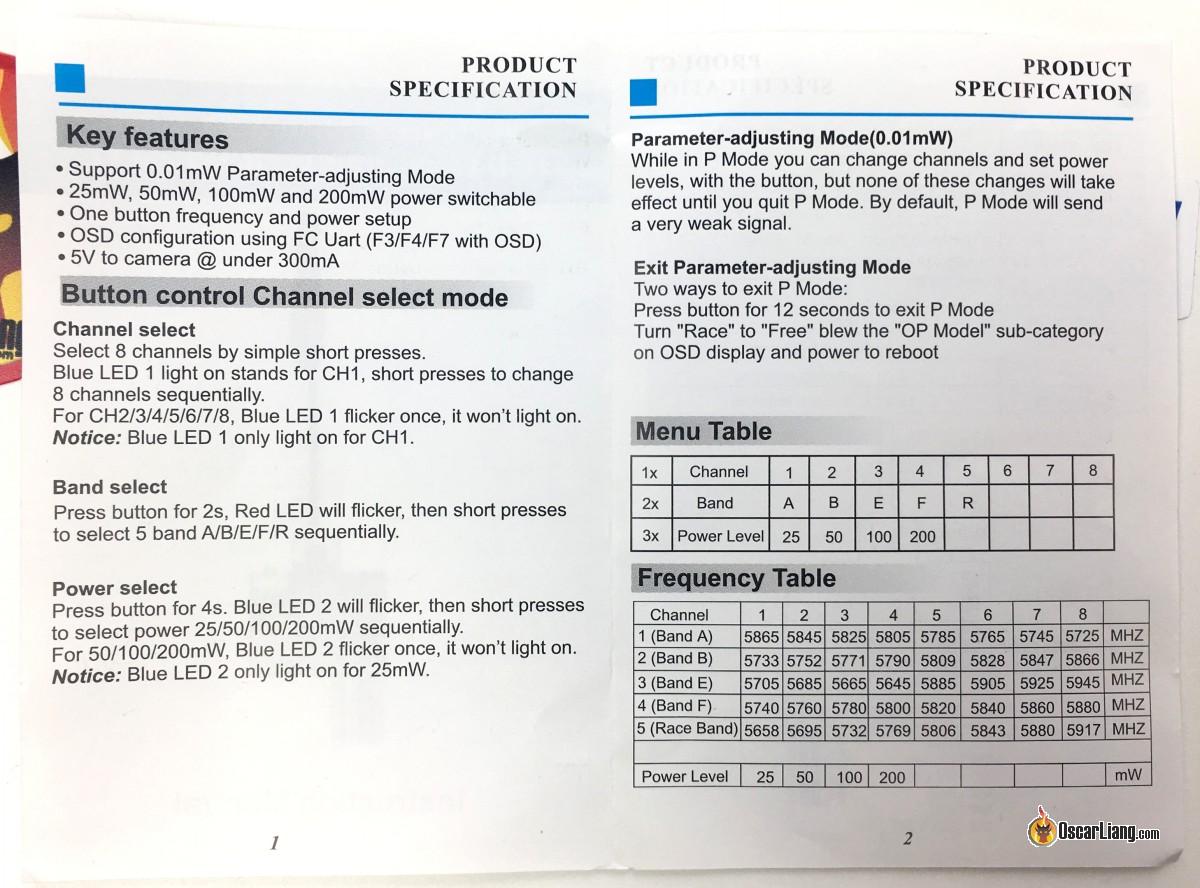 PRODUCT
SPECIFICATION
Key features
• Support 0.01mW Parameter-adjusting Mode
• 25mW, 50mW, 100mW and 200mW power switchable
• One button frequency and power setup
• OSD configuration using FC Uart (F3/F4/F7 with OSD)
• 5V to camera @ under 300mA
Button control Channel select mode
Channel select
Select 8 channels by simple short presses.
Blue LED 1 light on stands for CH1, short presses to change
8 channels sequentially.
For CH2/3/4/5/6/7/8, Blue LED 1 flicker once, it won't light on.
Notice: Blue LED 1 only light on for CH1.
Band select
Press button for 2s, Red LED will flicker, then short presses
to select 5 band A/B/E/F/R sequentially.
Power select
Press button for 4s. Blue LED 2 will flicker, then short presses
to select power 25/50/100/200mW sequentially.
For 50/100/200mW, Blue LED 2 flicker once, it won't light on.
Notice: Blue LED 2 only light on for 25mW.
1
PRODUCT
SPECIFICATION
Parameter-adjusting Mode(0.01mW)
While in P Mode you can change channels and set power
levels, with the button, but none of these changes will take
effect until you quit P Mode. By default, P Mode will send
a very weak signal.
Exit Parameter-adjusting Mode
Two ways to exit P Mode:
Press button for 12 seconds to exit P Mode
Turn "Race" to "Free" blew the "OP Model" sub-category
on OSD display and power to reboot
Menu Table
1x Channel 1 2 3 4 5 6 7 8
2x Band A B E F R
3x Power Level 25 50 100 200
Frequency Table
Channel 1 2 3 4 5 6 7 8
1 (Band A) 5865 5845 5825 5805 5785 5765 5745 5725 MHZ
2 (Band B) 5733 5752 5771 5790 5809 5828 5847 5866 MHZ
3 (Band E) 5705 5685 5665 5645 5885 5905 5925 5945 MHZ
4 (Band F) 5740 5760 5780 5800 5820 5840 5860 5880 MHZ
5 (Race Band) 5658 5695 5732 5769 5806 5843 5880 5917 MHZ
Power Level 25 50 100 200 mW
2
OscarLiang.com